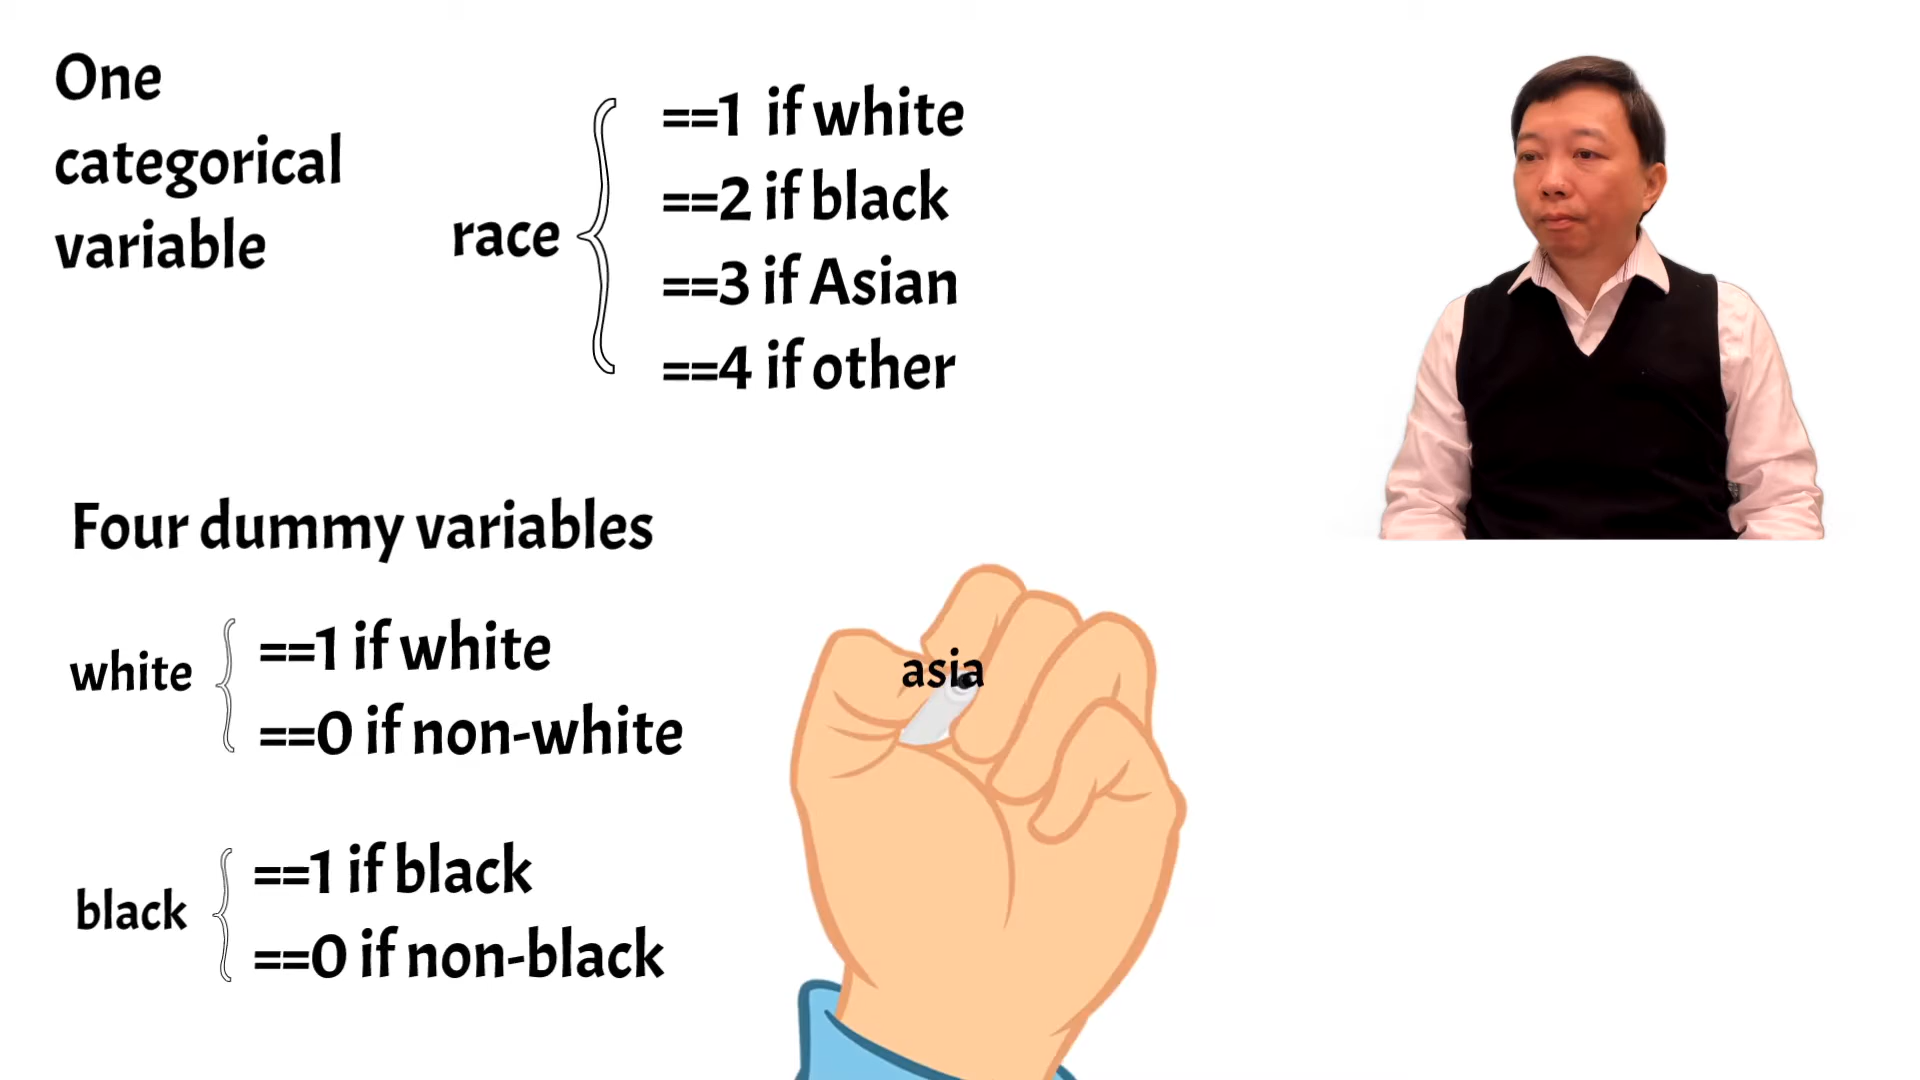 One
categorical
variable
race
==1 if white
==2 if black
==3 if Asian
==4 if other
Four dummy variables
white
==1 if white
==0 if non-white
black
==1 if black
==0 if non-black
asia